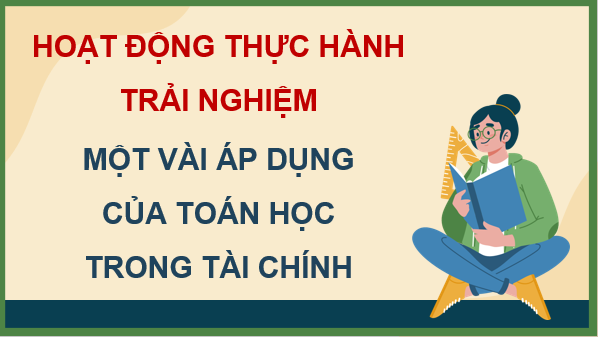 HOẠT ĐỘNG THỰC HÀNH
TRẢI NGHIỆM
MỘT VÀI ÁP DỤNG
CỦA TOÁN HỌC
TRONG TÀI CHÍNH